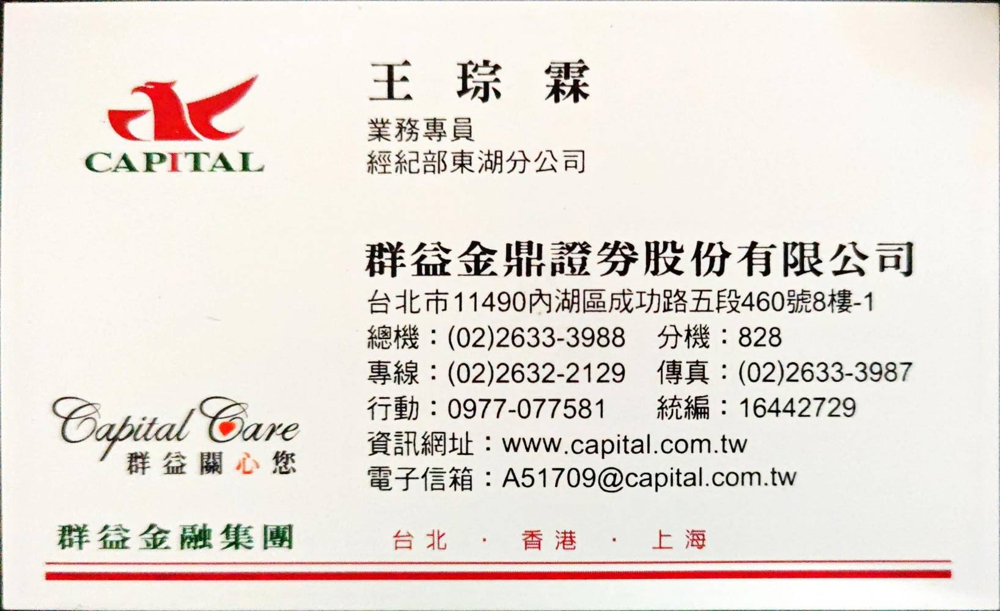 CAPITAL
王琮霖
業務專員
經紀部東湖分公司
群益金鼎證券股份有限公司
台北市11490內湖區成功路五段460號8樓-1
總機：(02)2633-3988 分機：828
專線：(02)2632-2129 傳真：(02)2633-3987
行動：0977-077581 統編：16442729
資訊網址：www.capital.com.tw
電子信箱：A51709@capital.com.tw
Capital Care
群益關心您
群益金融集團
台北 · 香港 · 上海